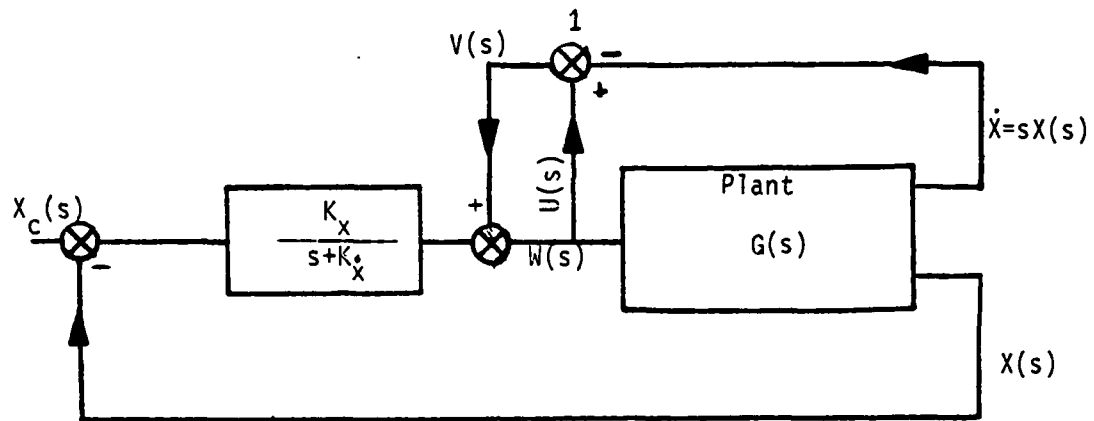 1
V(s)
-
+
Ẋ=sX(s)
U(s)
Plant
G(s)
X_c(s)
-
K_x
s+K_ẋ
+
W(s)
X(s)